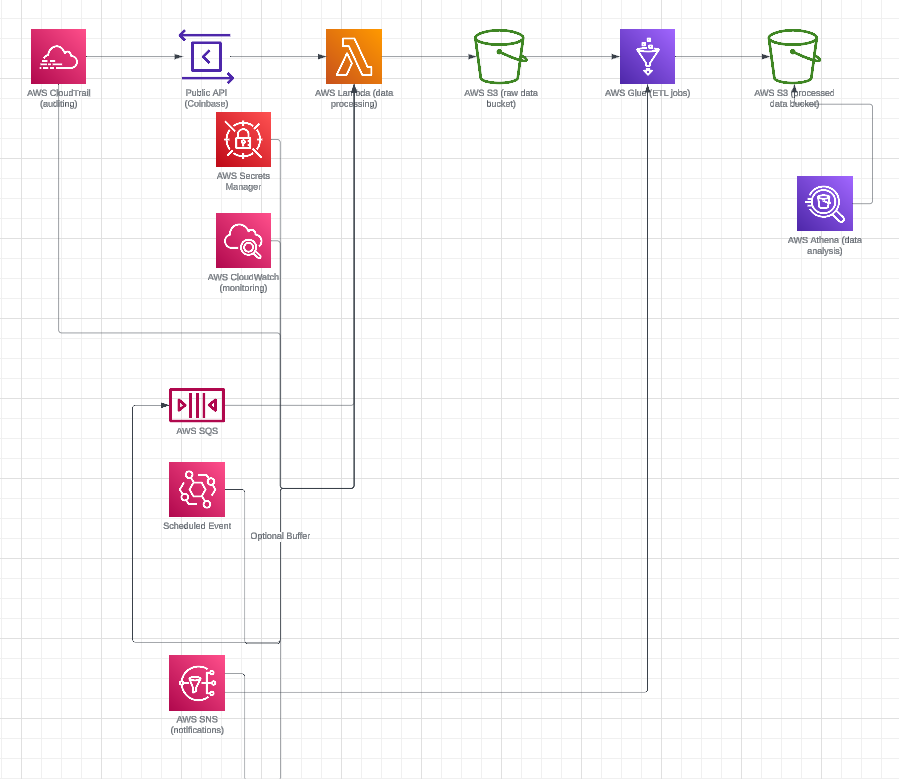 AWS CloudTrail
(auditing)
Public API
(Coinbase)
AWS Lambda (data
processing)
AWS S3 (raw data
bucket)
AWS Glue (ETL jobs)
AWS S3 (processed
data bucket)
AWS Secrets
Manager
AWS Athena (data
analysis)
AWS CloudWatch
(monitoring)
AWS SQS
Scheduled Event
Optional Buffer
AWS SNS
(notifications)